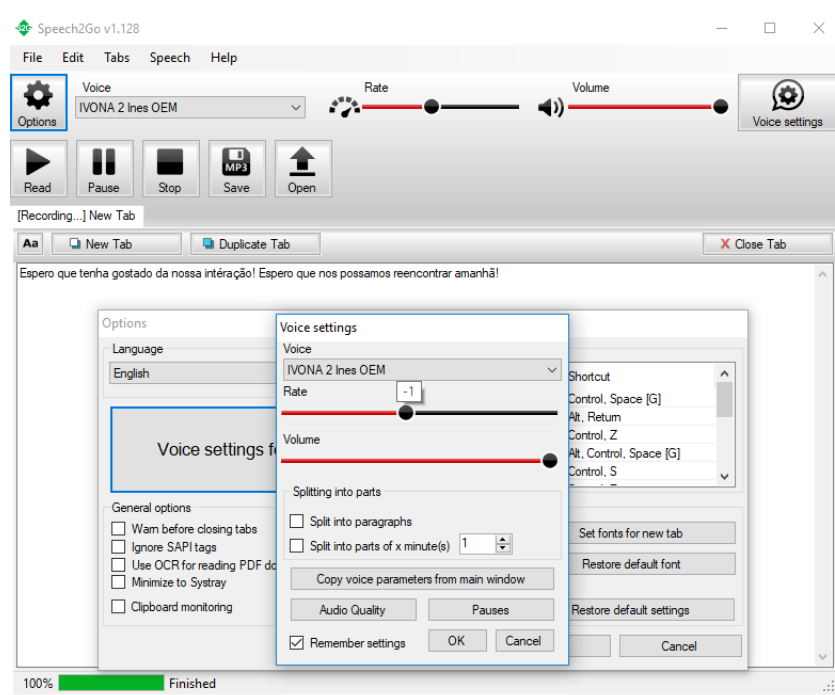 Speech2Go v1.128
File Edit Tabs Speech Help
Options
Voice
IVONA 2 Ines OEM
Rate
Volume
Voice settings
Read Pause Stop MP3 Save Open
[Recording...] New Tab
Aa New Tab Duplicate Tab X Close Tab
Espero que tenha gostado da nossa intéração! Espero que nos possamos reencontrar amanhã!
Options
Language
English
Voice settings f
General options
Warn before closing tabs
Ignore SAPI tags
Use OCR for reading PDF do
Minimize to Systray
Clipboard monitoring
Voice settings
Voice
IVONA 2 Ines OEM
Rate
-1
Volume
Splitting into parts
Split into paragraphs
Split into parts of x minute(s) 1
Copy voice parameters from main window
Audio Quality Pauses
Remember settings OK Cancel
Shortcut
Control, Space [G]
Alt, Return
Control, Z
Alt, Control, Space [G]
Control, S
Set fonts for new tab
Restore default font
Restore default settings
Cancel
100% Finished